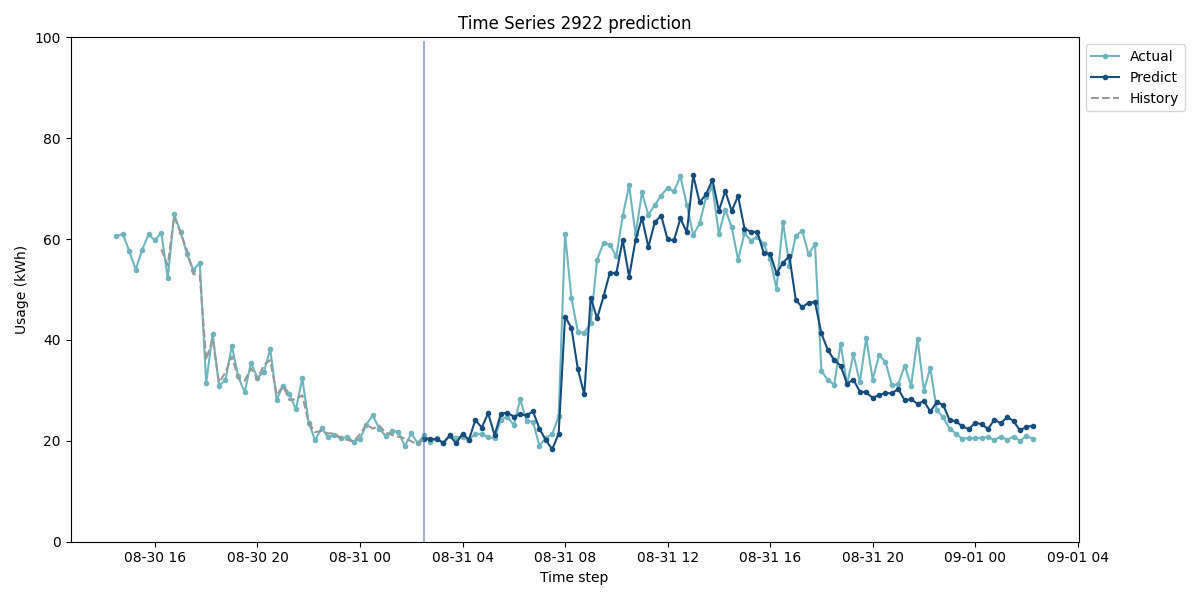 Time Series 2922 prediction
100
80
60
40
20
0
Usage (kWh)
08-30 16
08-30 20
08-31 00
08-31 04
08-31 08
08-31 12
08-31 16
08-31 20
09-01 00
09-01 04
Time step
Actual
Predict
History